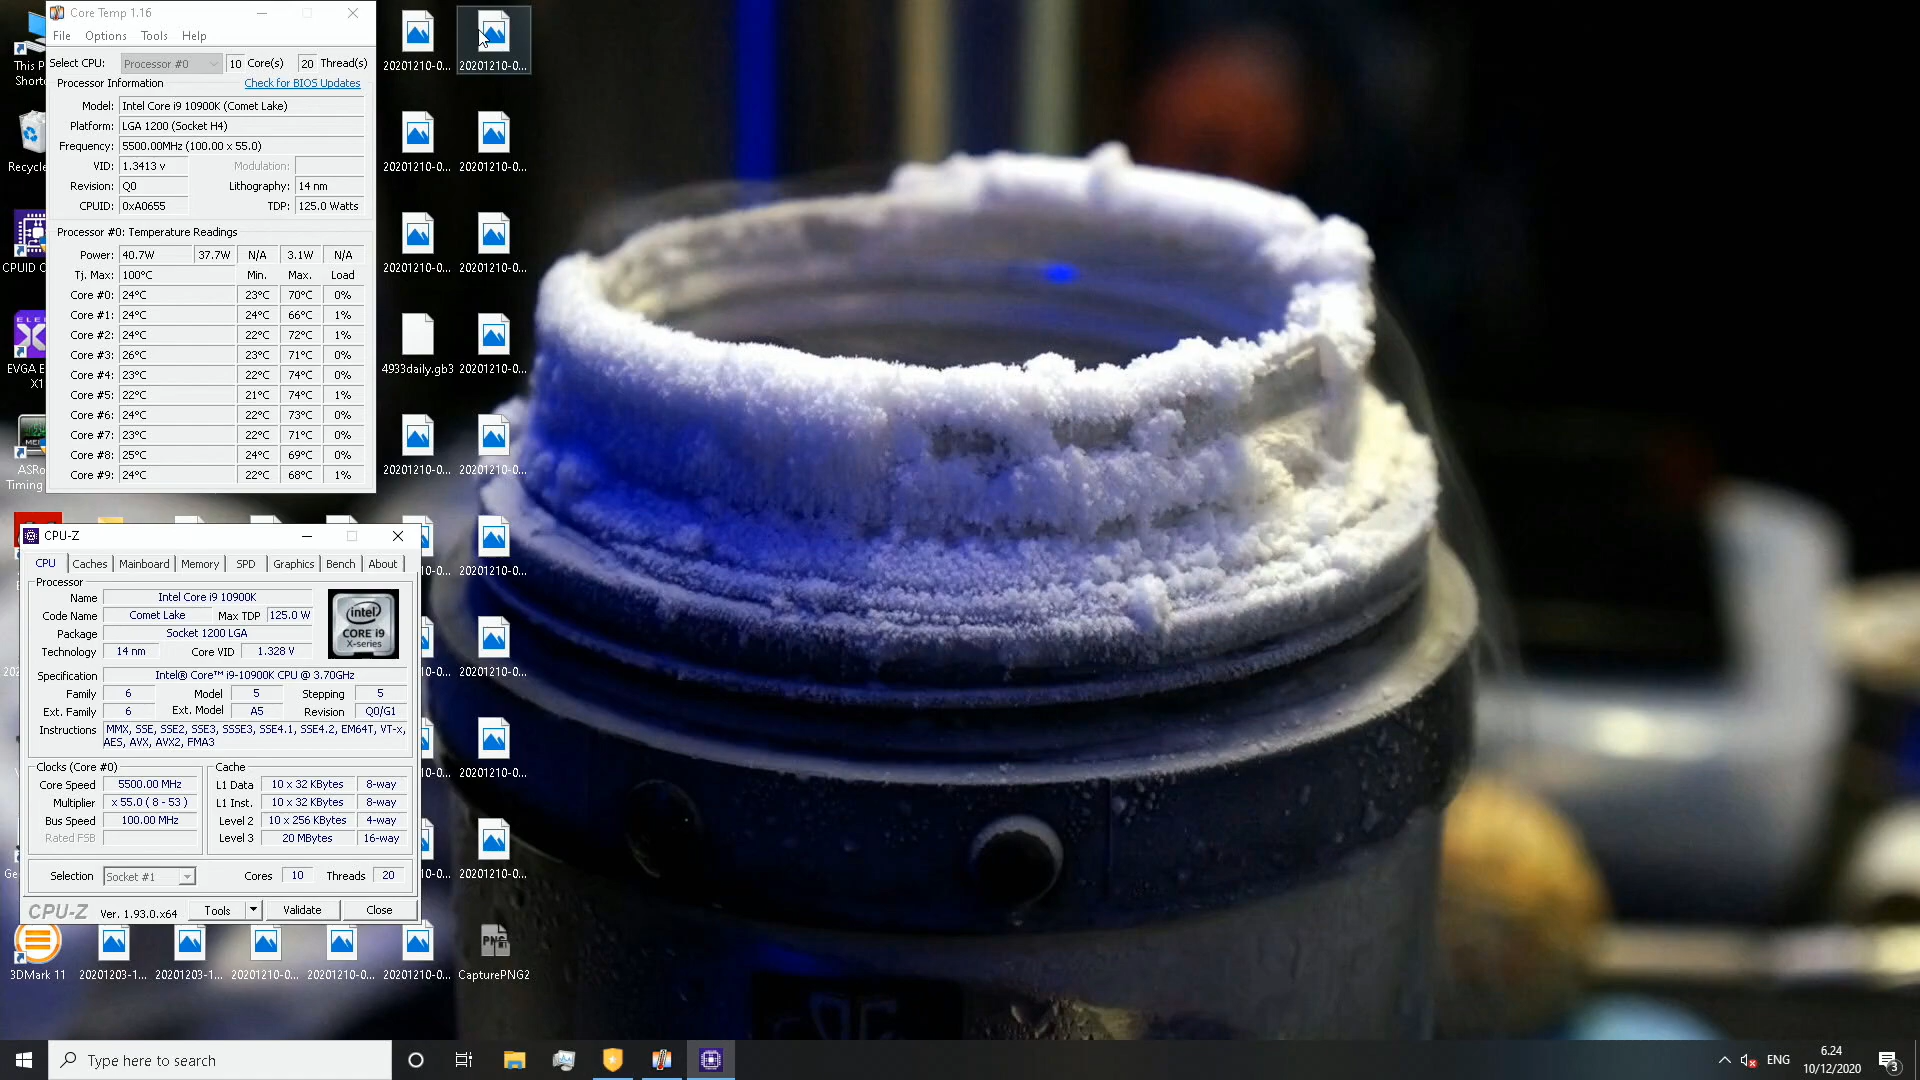 Core Temp 1.16
File Options Tools Help
Select CPU: Processor #0 10 Core(s) 20 Thread(s)
Processor Information Check for BIOS Updates
Model: Intel Core i9 10900K (Comet Lake)
Platform: LGA 1200 (Socket H4)
Frequency: 5500.00MHz (100.00 x 55.0)
VID: 1.3413 v Modulation:
Revision: Q0 Lithography: 14 nm
CPUID: 0xA0655 TDP: 125.0 Watts
Processor #0: Temperature Readings
Power: 40.7W 37.7W N/A 3.1W N/A
Tj. Max: 100°C Min. Max. Load
Core #0: 24°C 23°C 70°C 0%
Core #1: 24°C 24°C 66°C 1%
Core #2: 24°C 22°C 72°C 1%
Core #3: 26°C 23°C 71°C 0%
Core #4: 23°C 22°C 74°C 0%
Core #5: 22°C 21°C 74°C 1%
Core #6: 24°C 22°C 73°C 0%
Core #7: 23°C 22°C 71°C 0%
Core #8: 25°C 24°C 69°C 0%
Core #9: 24°C 22°C 68°C 1%
This P
Shortc
Recycle
CPUID C
EVGA E
X1
ASRo
Timing
20201210-0... 20201210-0...
20201210-0... 20201210-0...
20201210-0... 20201210-0...
4933daily.gb3 20201210-0...
20201210-0... 20201210-0...
10-0... 20201210-0...
10-0... 20201210-0...
10-0... 20201210-0...
10-0... 20201210-0...
CPU-Z
CPU Caches Mainboard Memory SPD Graphics Bench About
Processor
Name Intel Core i9 10900K
Code Name Comet Lake Max TDP 125.0 W
Package Socket 1200 LGA
Technology 14 nm Core VID 1.328 V
intel
CORE i9
X-series
Specification Intel® Core™ i9-10900K CPU @ 3.70GHz
Family 6 Model 5 Stepping 5
Ext. Family 6 Ext. Model A5 Revision Q0/G1
Instructions MMX, SSE, SSE2, SSE3, SSSE3, SSE4.1, SSE4.2, EM64T, VT-x,
AES, AVX, AVX2, FMA3
Clocks (Core #0) Cache
Core Speed 5500.00 MHz L1 Data 10 x 32 KBytes 8-way
Multiplier x 55.0 ( 8 - 53 ) L1 Inst. 10 x 32 KBytes 8-way
Bus Speed 100.00 MHz Level 2 10 x 256 KBytes 4-way
Rated FSB Level 3 20 MBytes 16-way
Selection Socket #1 Cores 10 Threads 20
CPU-Z Ver. 1.93.0.x64 Tools Validate Close
3DMark 11 20201203-1... 20201203-1... 20201210-0... 20201210-0... 20201210-0... CapturePNG2
Type here to search
ENG
6.24
10/12/2020
3